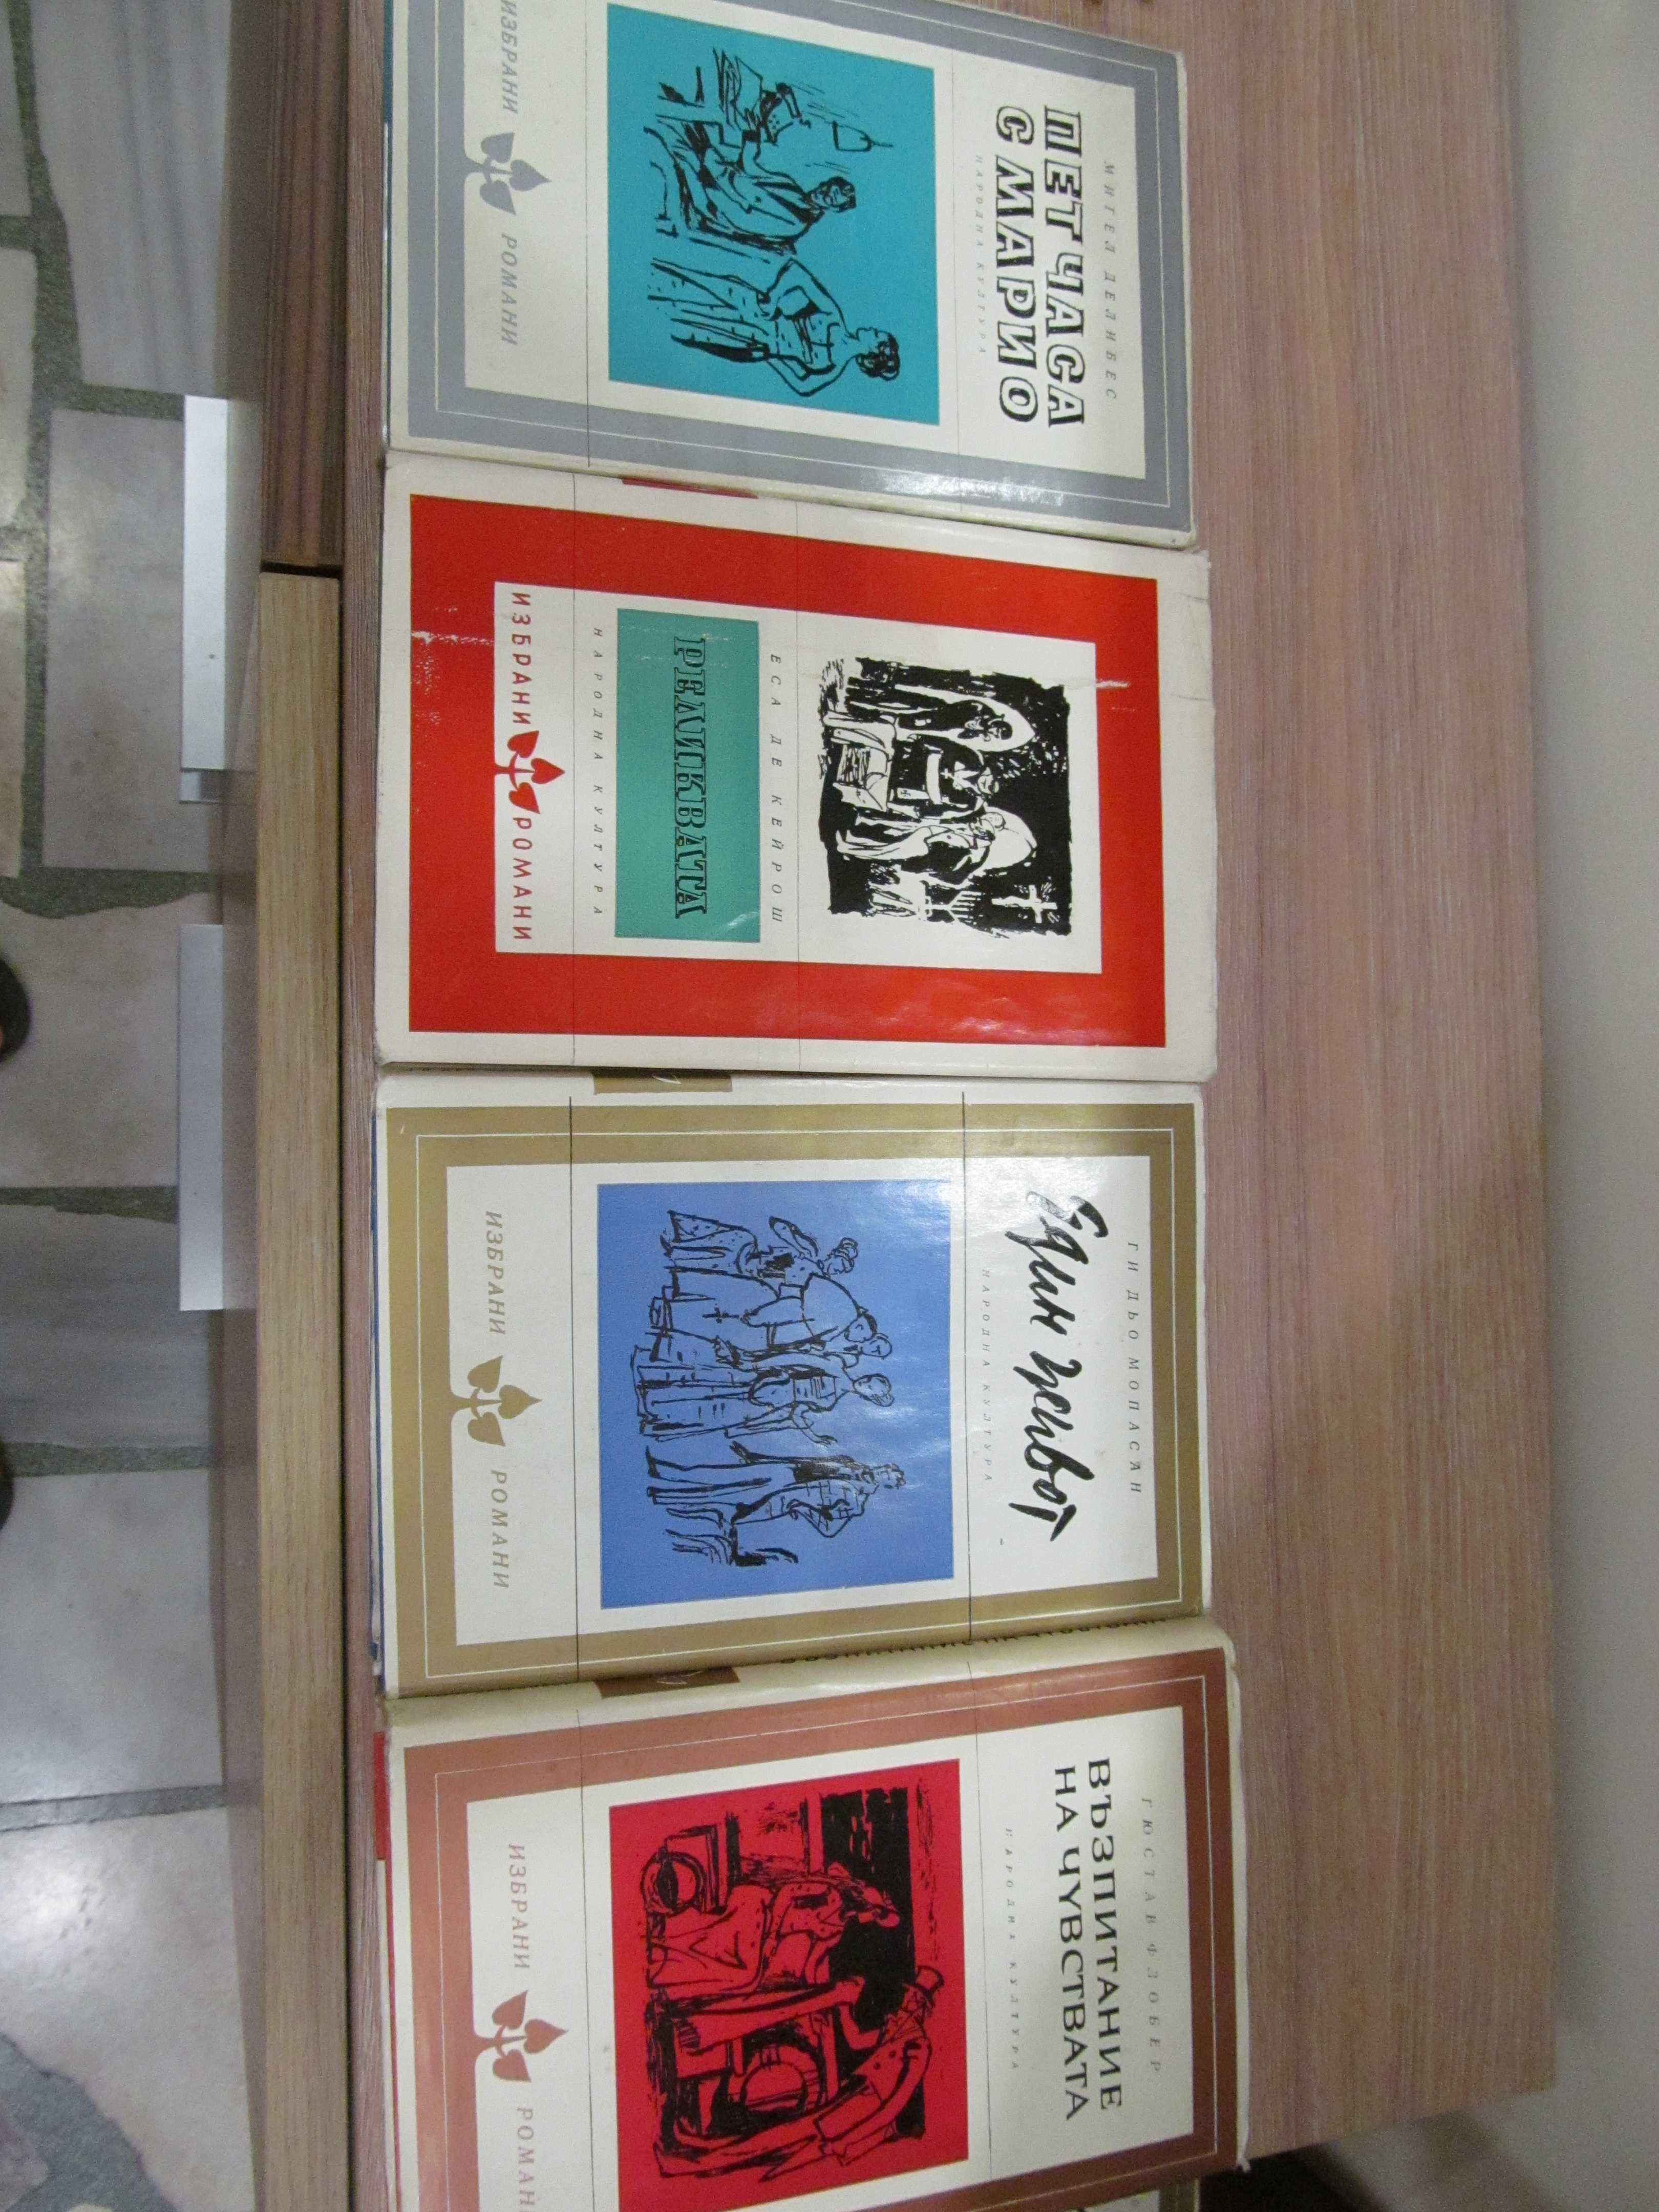 МИГЕЛ ДЕЛИБЕС
ПЕТ ЧАСА
С МАРИО
НАРОДНА КУЛТУРА
ИЗБРАНИ РОМАНИ
ЕСА ДЕ КЕЙРОШ
РЕЛИКВАТА
НАРОДНА КУЛТУРА
ИЗБРАНИ РОМАНИ
ГИ ДЬО МОПАСАН
Един живот
НАРОДНА КУЛТУРА
ИЗБРАНИ РОМАНИ
ГЮСТАВ ФЛОБЕР
ВЪЗПИТАНИЕ
НА ЧУВСТВАТА
НАРОДНА КУЛТУРА
ИЗБРАНИ РОМАНИ